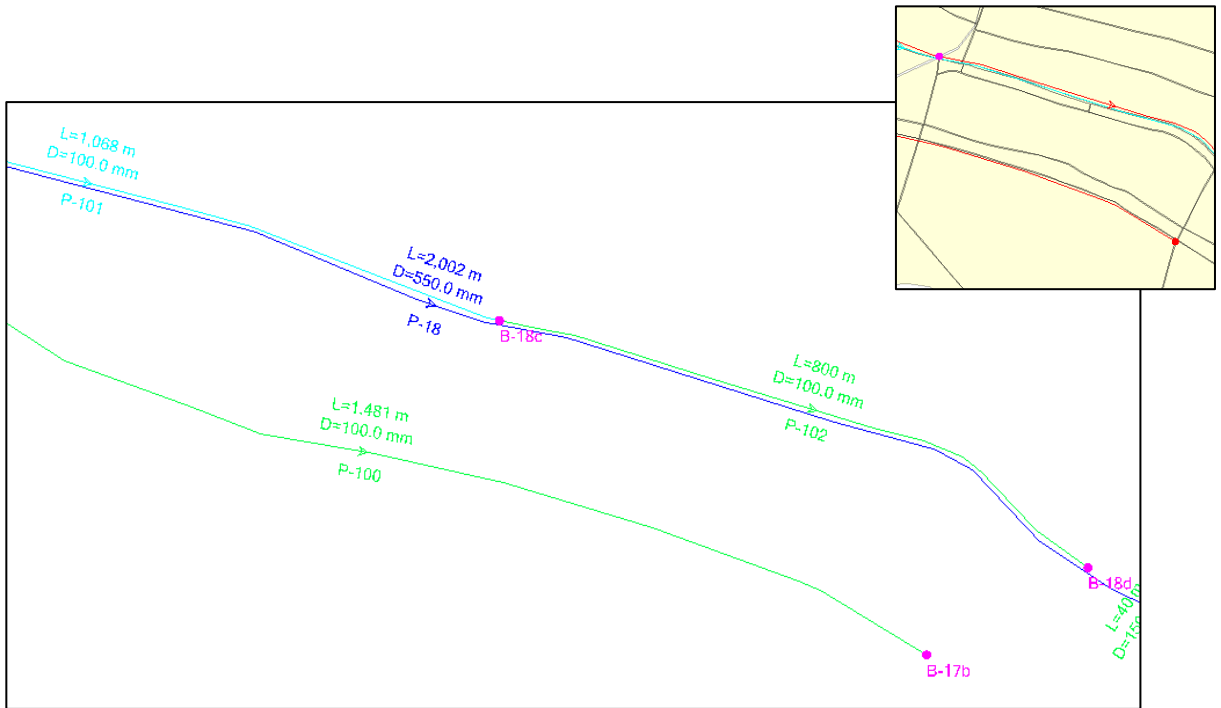 L=1,068 m
D=100.0 mm
P-101
L=2,002 m
D=550.0 mm
P-18
B-18c
L=800 m
D=100.0 mm
P-102
L=1.481 m
D=100.0 mm
P-100
B-18d
L=40 m
B-17b